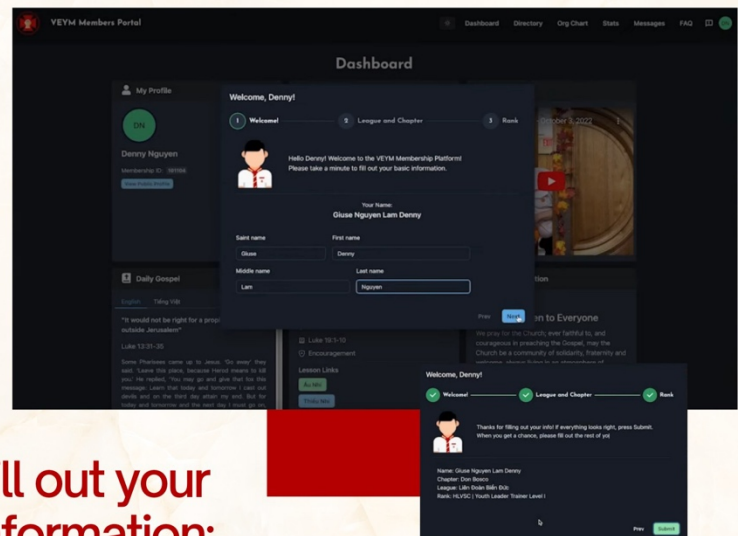 VEYM Members Portal
Dashboard Directory Org Chart Stats Messages FAQ
Dashboard
My Profile
DN
Denny Nguyen
Membership ID
Welcome, Denny!
1 Welcome! 2 League and Chapter 3 Rank
October 7, 2022
Hello Denny! Welcome to the VEYM Membership Platform!
Please take a minute to fill out your basic information.
Your Name:
Giuse Nguyen Lam Denny
Saint name First name
Giuse Denny
Middle name Last name
Lam Nguyen
Prev Next
Daily Gospel
English Tiếng Việt
"It would not be right for a
outside Jerusalem"
Luke 13:31-35
Some Pharisees came up to Jesus. 'Go away' they
said. 'Leave this place, because Herod means to kill
you.' He replied, 'You may go and give that fox this
message: Learn that today and tomorrow I cast out
devils and on the third day attain my end. But for
today and tomorrow and the next day I must go on,
Luke 19:1-10
Encouragement
Lesson Links
Ấu Nhi
Thiếu Nhi
en to Everyone
We pray for the Church; ever faithful to, and
courageous in preaching the Gospel, may the
Church be a community of solidarity, fraternity and
Welcome, Denny!
Welcome! League and Chapter Rank
Thanks for filling out your info! If everything looks right, press Submit.
When you get a chance, please fill out the rest of yo
Name: Giuse Nguyen Lam Denny
Chapter: Don Bosco
League: Liên Đoàn Biển Đức
Rank: HLVSC | Youth Leader Trainer Level I
Prev Submit
ll out your
formation: